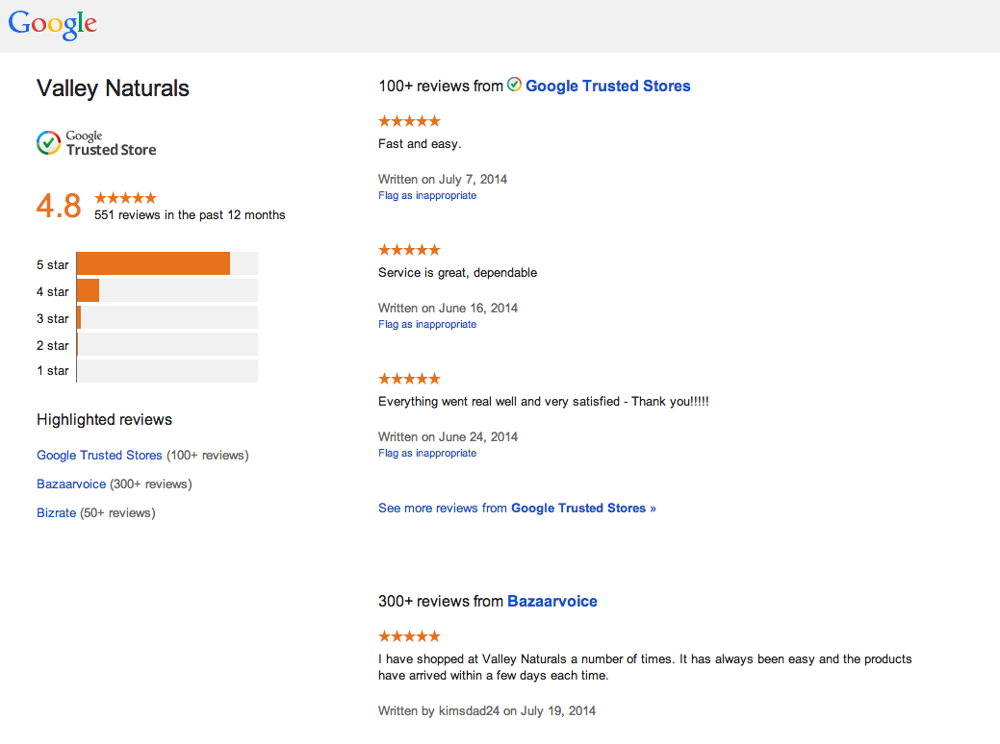 Google
Valley Naturals
Google
Trusted Store
4.8
551 reviews in the past 12 months
5 star
4 star
3 star
2 star
1 star
Highlighted reviews
Google Trusted Stores (100+ reviews)
Bazaarvoice (300+ reviews)
Bizrate (50+ reviews)
100+ reviews from Google Trusted Stores
Fast and easy.
Written on July 7, 2014
Flag as inappropriate
Service is great, dependable
Written on June 16, 2014
Flag as inappropriate
Everything went real well and very satisfied - Thank you!!!!!
Written on June 24, 2014
Flag as inappropriate
See more reviews from Google Trusted Stores »
300+ reviews from Bazaarvoice
I have shopped at Valley Naturals a number of times. It has always been easy and the products
have arrived within a few days each time.
Written by kimsdad24 on July 19, 2014